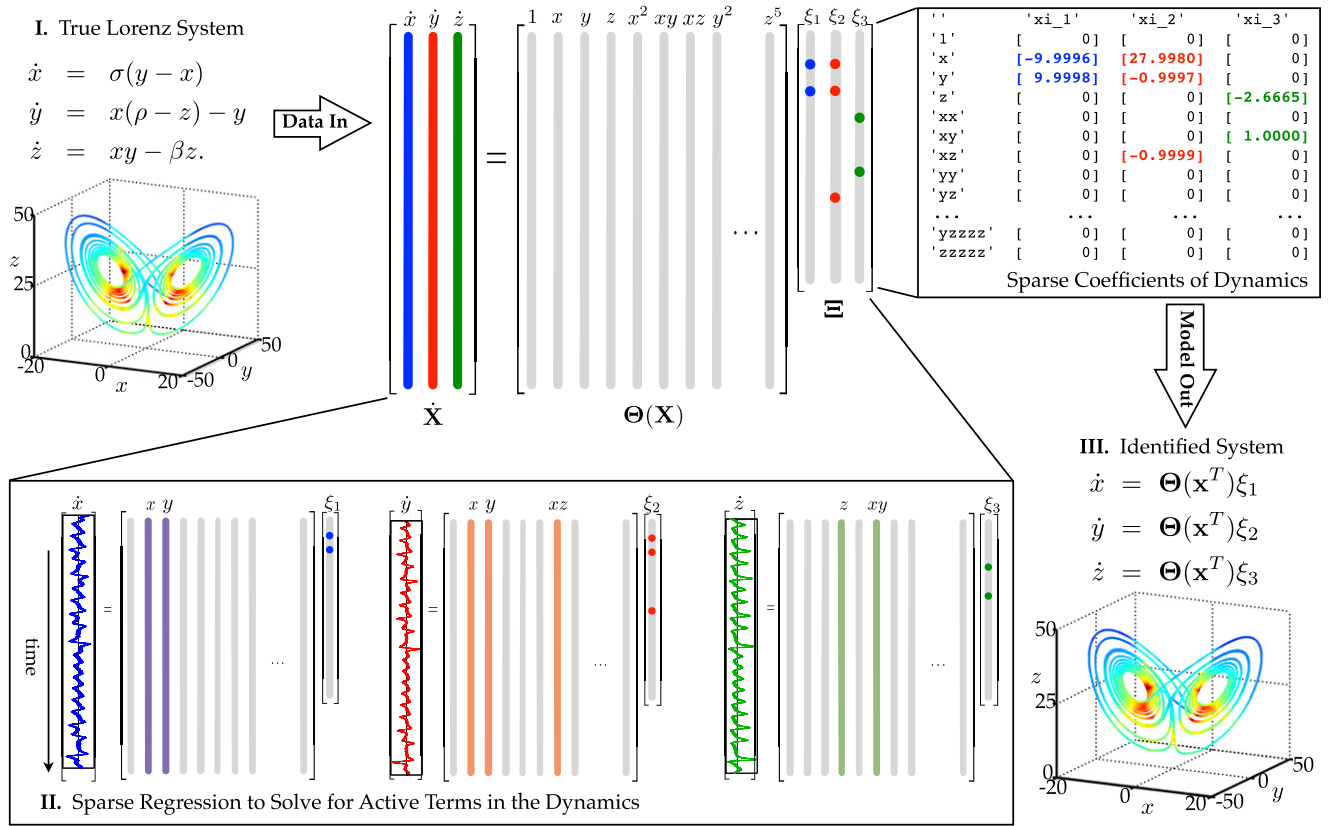 I. True Lorenz System
ẋ = σ(y − x)
ẏ = x(ρ − z) − y
ż = xy − βz.
50
z
25
0
-20
0
x
20
-50
0
y
50
Data In
ẋ ẏ ż
=
1 x y z x² xy xz y² z⁵
ξ₁ ξ₂ ξ₃
...
Ẋ
Θ(X)
Ξ
'' 'xi_1' 'xi_2' 'xi_3'
'1' [ 0] [ 0] [ 0]
'x' [-9.9996] [27.9980] [ 0]
'y' [ 9.9998] [-0.9997] [ 0]
'z' [ 0] [ 0] [-2.6665]
'xx' [ 0] [ 0] [ 0]
'xy' [ 0] [ 0] [ 1.0000]
'xz' [ 0] [-0.9999] [ 0]
'yy' [ 0] [ 0] [ 0]
'yz' [ 0] [ 0] [ 0]
... ... ... ...
'yzzzz' [ 0] [ 0] [ 0]
'zzzzz' [ 0] [ 0] [ 0]
Sparse Coefficients of Dynamics
Model Out
III. Identified System
ẋ = Θ(xᵀ)ξ₁
ẏ = Θ(xᵀ)ξ₂
ż = Θ(xᵀ)ξ₃
50
z
25
0
-20
0
x
20
-50
0
y
50
time
ẋ = x y ... ξ₁
ẏ = x y xz ... ξ₂
ż = z xy ... ξ₃
II. Sparse Regression to Solve for Active Terms in the Dynamics